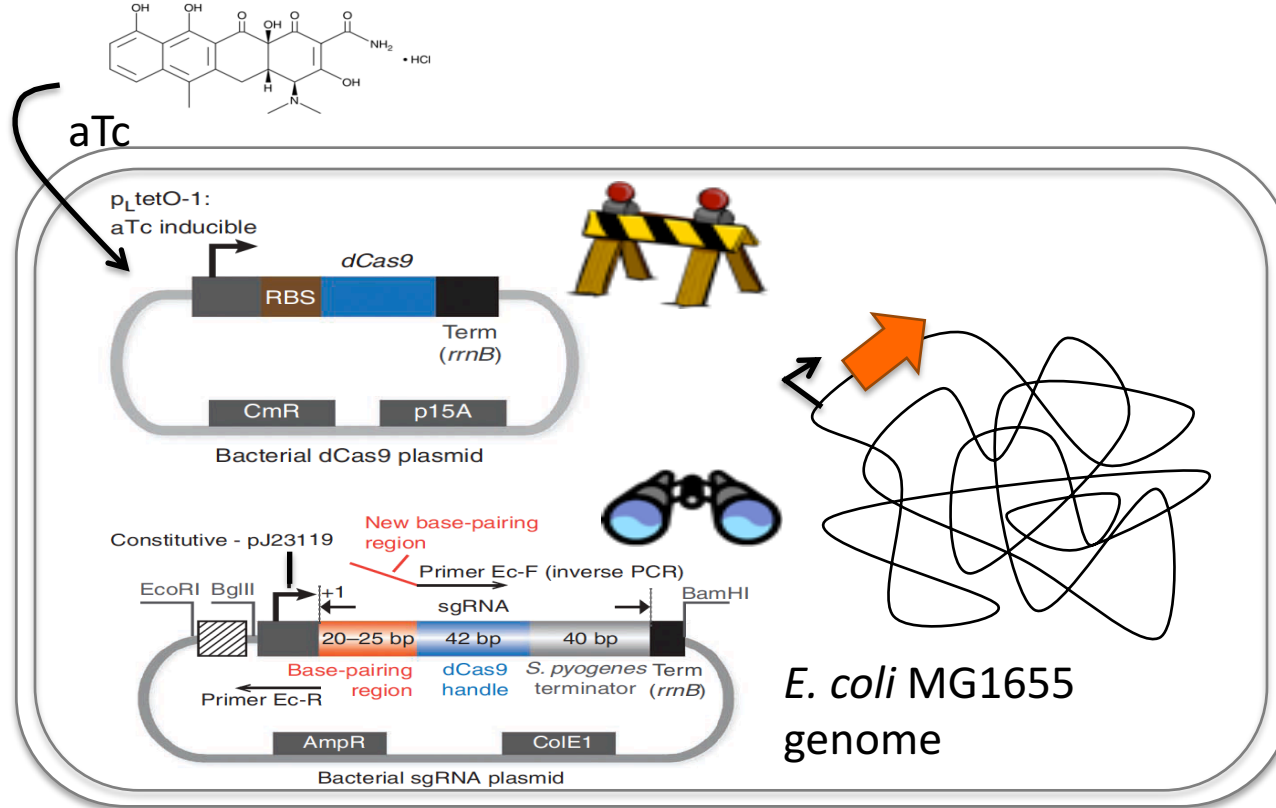 OH OH O OH O O
NH2
• HCl
OH
H
N
aTc
pLtetO-1:
aTc inducible
dCas9
RBS
Term
(rrnB)
CmR p15A
Bacterial dCas9 plasmid
New base-pairing
region
Constitutive - pJ23119
Primer Ec-F (inverse PCR)
EcoRI BglII +1 sgRNA BamHI
20–25 bp 42 bp 40 bp
Base-pairing
region
dCas9
handle
S. pyogenes
terminator
Term
(rrnB)
Primer Ec-R
AmpR ColE1
Bacterial sgRNA plasmid
E. coli MG1655
genome